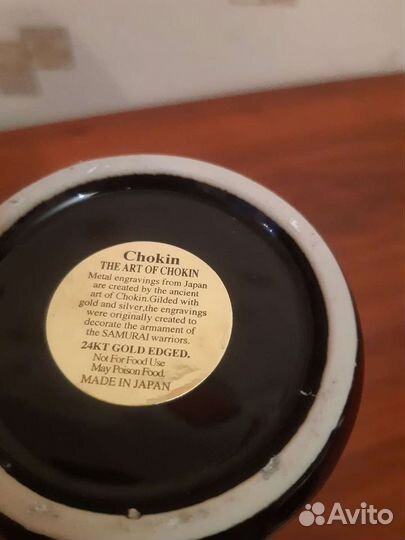 Chokin
THE ART OF CHOKIN
Metal engravings from Japan
are created by the ancient
art of Chokin.Gilded with
gold and silver,the engravings
were originally created to
decorate the armament of
the SAMURAI warriors.
24KT GOLD EDGED.
Not For Food Use
May Poison Food.
MADE IN JAPAN
Avito